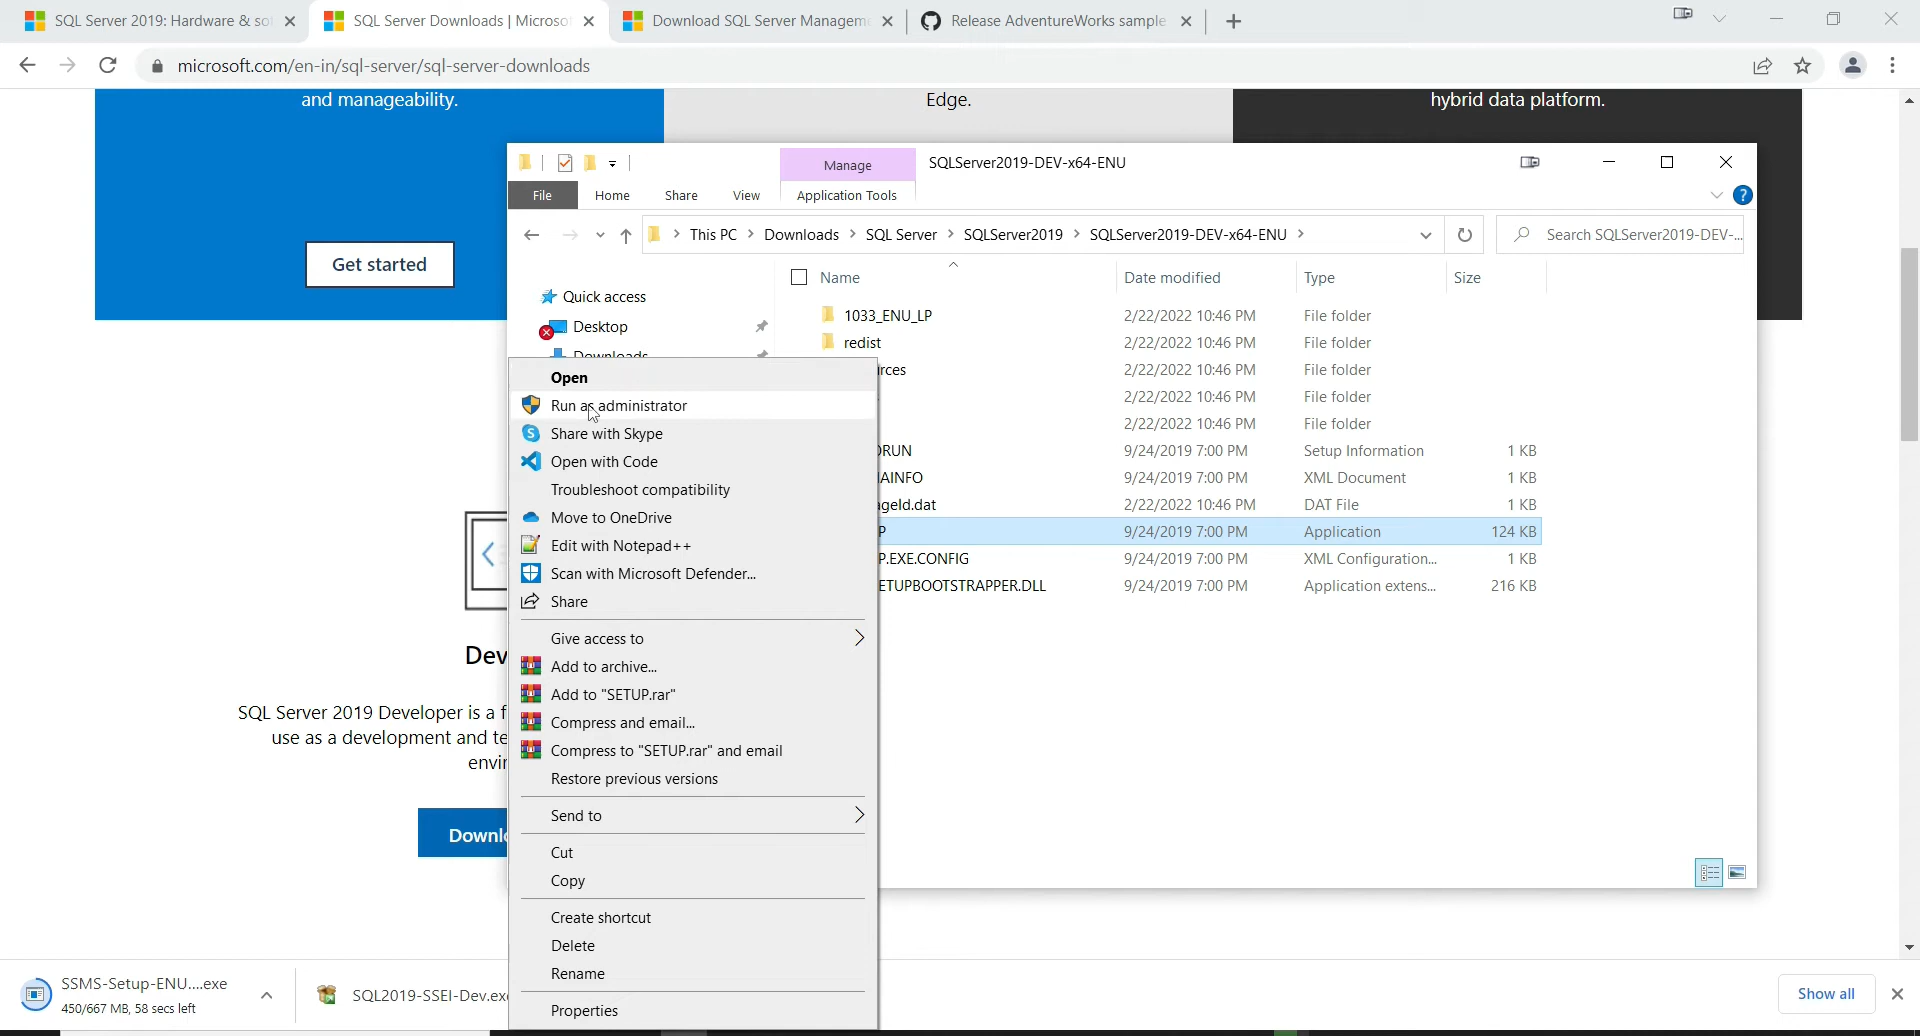 SQL Server 2019: Hardware & so
SQL Server Downloads | Microso
Download SQL Server Managem
Release AdventureWorks sample
microsoft.com/en-in/sql-server/sql-server-downloads
and manageability.
Edge.
hybrid data platform.
Get started
Manage
SQLServer2019-DEV-x64-ENU
File
Home
Share
View
Application Tools
This PC
Downloads
SQL Server
SQLServer2019
SQLServer2019-DEV-x64-ENU
Search SQLServer2019-DEV-...
Name
Date modified
Type
Size
Quick access
Desktop
Downloads
1033_ENU_LP 2/22/2022 10:46 PM File folder
redist 2/22/2022 10:46 PM File folder
rces 2/22/2022 10:46 PM File folder
2/22/2022 10:46 PM File folder
2/22/2022 10:46 PM File folder
ORUN 9/24/2019 7:00 PM Setup Information 1 KB
IAINFO 9/24/2019 7:00 PM XML Document 1 KB
geId.dat 2/22/2022 10:46 PM DAT File 1 KB
P 9/24/2019 7:00 PM Application 124 KB
P.EXE.CONFIG 9/24/2019 7:00 PM XML Configuration... 1 KB
ETUPBOOTSTRAPPER.DLL 9/24/2019 7:00 PM Application extens... 216 KB
Open
Run as administrator
Share with Skype
Open with Code
Troubleshoot compatibility
Move to OneDrive
Edit with Notepad++
Scan with Microsoft Defender...
Share
Give access to
Add to archive...
Add to "SETUP.rar"
Compress and email...
Compress to "SETUP.rar" and email
Restore previous versions
Send to
Cut
Copy
Create shortcut
Delete
Rename
Properties
Dev
SQL Server 2019 Developer is a f
use as a development and te
envir
Downl
SSMS-Setup-ENU....exe
450/667 MB, 58 secs left
SQL2019-SSEI-Dev.ex
Show all